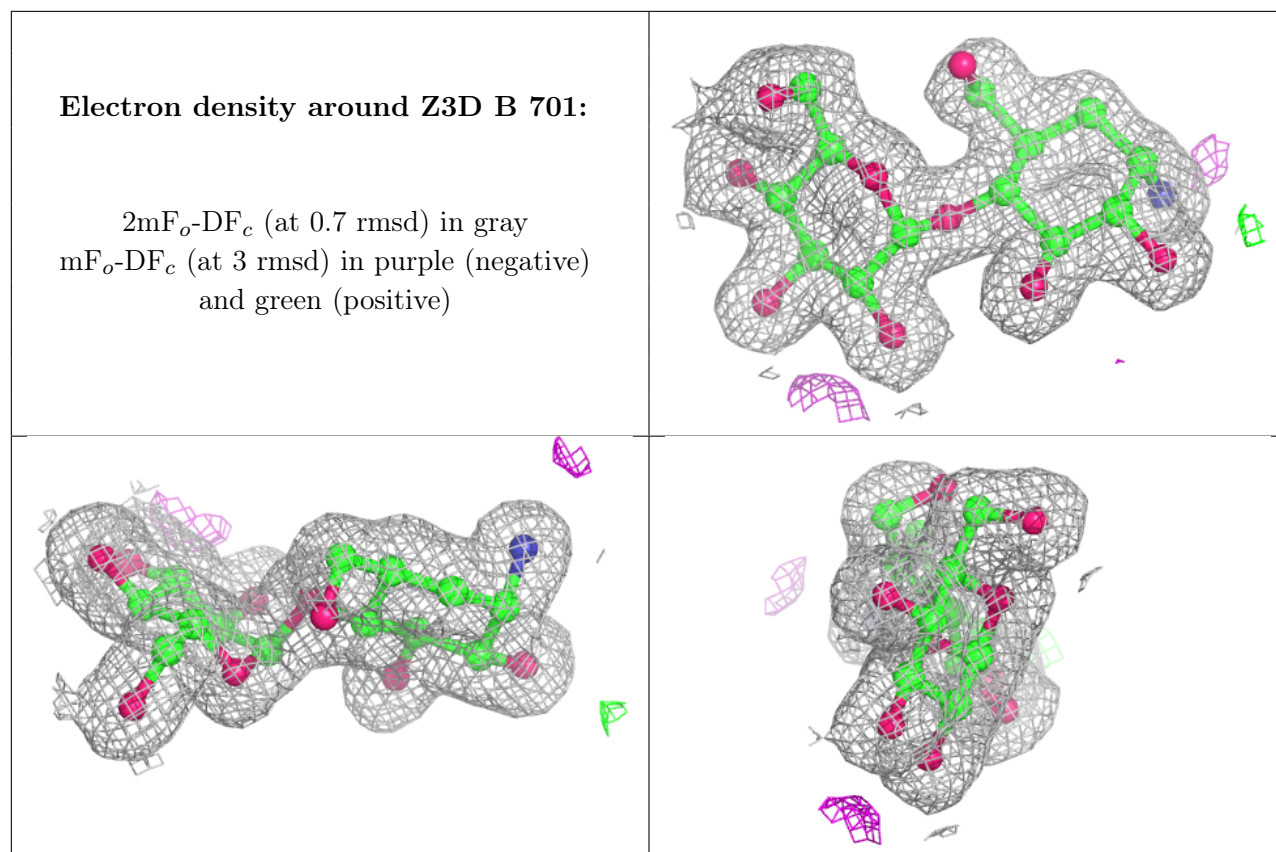 Electron density around Z3D B 701:
2mFo-DFc (at 0.7 rmsd) in gray
mFo-DFc (at 3 rmsd) in purple (negative)
and green (positive)